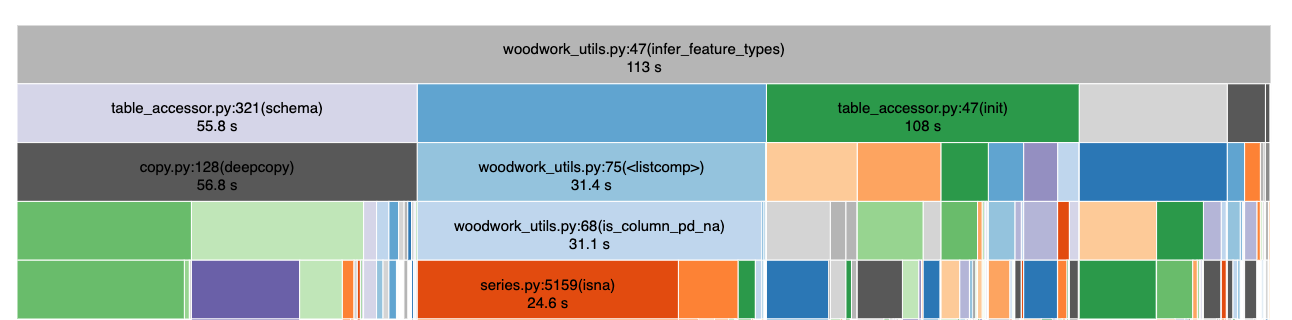 woodwork_utils.py:47(infer_feature_types)
113 s
table_accessor.py:321(schema)
55.8 s
table_accessor.py:47(init)
108 s
copy.py:128(deepcopy)
56.8 s
woodwork_utils.py:75(<listcomp>)
31.4 s
woodwork_utils.py:68(is_column_pd_na)
31.1 s
series.py:5159(isna)
24.6 s